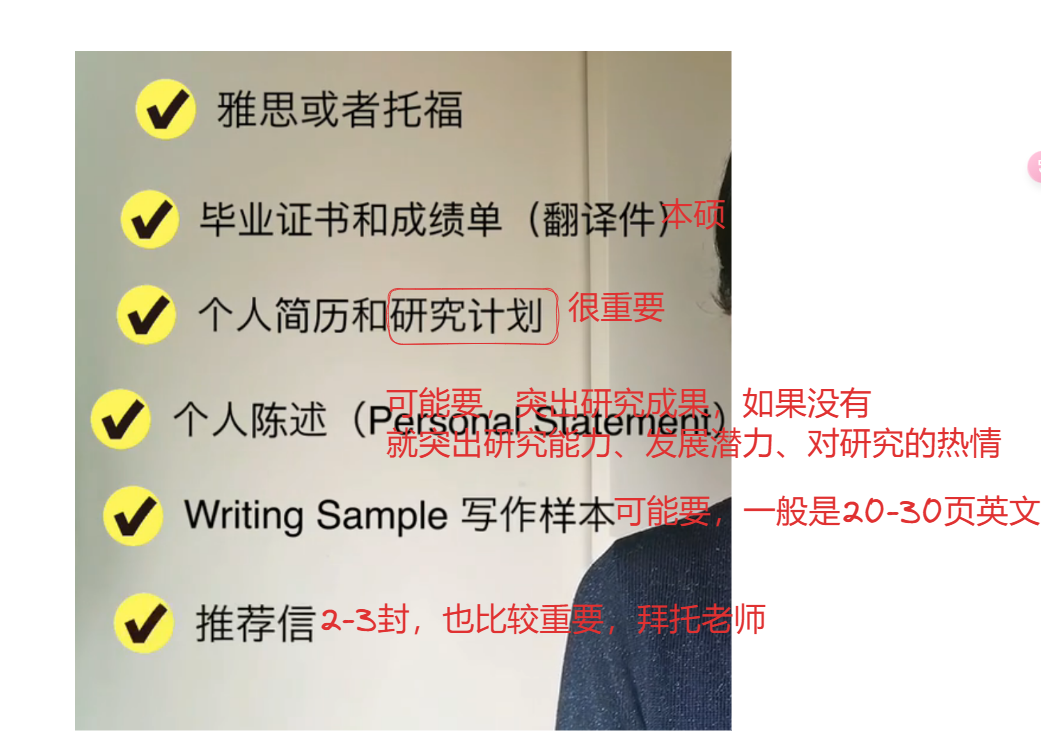 雅思或者托福
毕业证书和成绩单（翻译件）本硕
个人简历和研究计划 很重要
可能要，突出研究成果，如果没有
个人陈述（Personal Statement）
就突出研究能力、发展潜力、对研究的热情
Writing Sample 写作样本可能要，一般是20-30页英文
推荐信2-3封，也比较重要，拜托老师